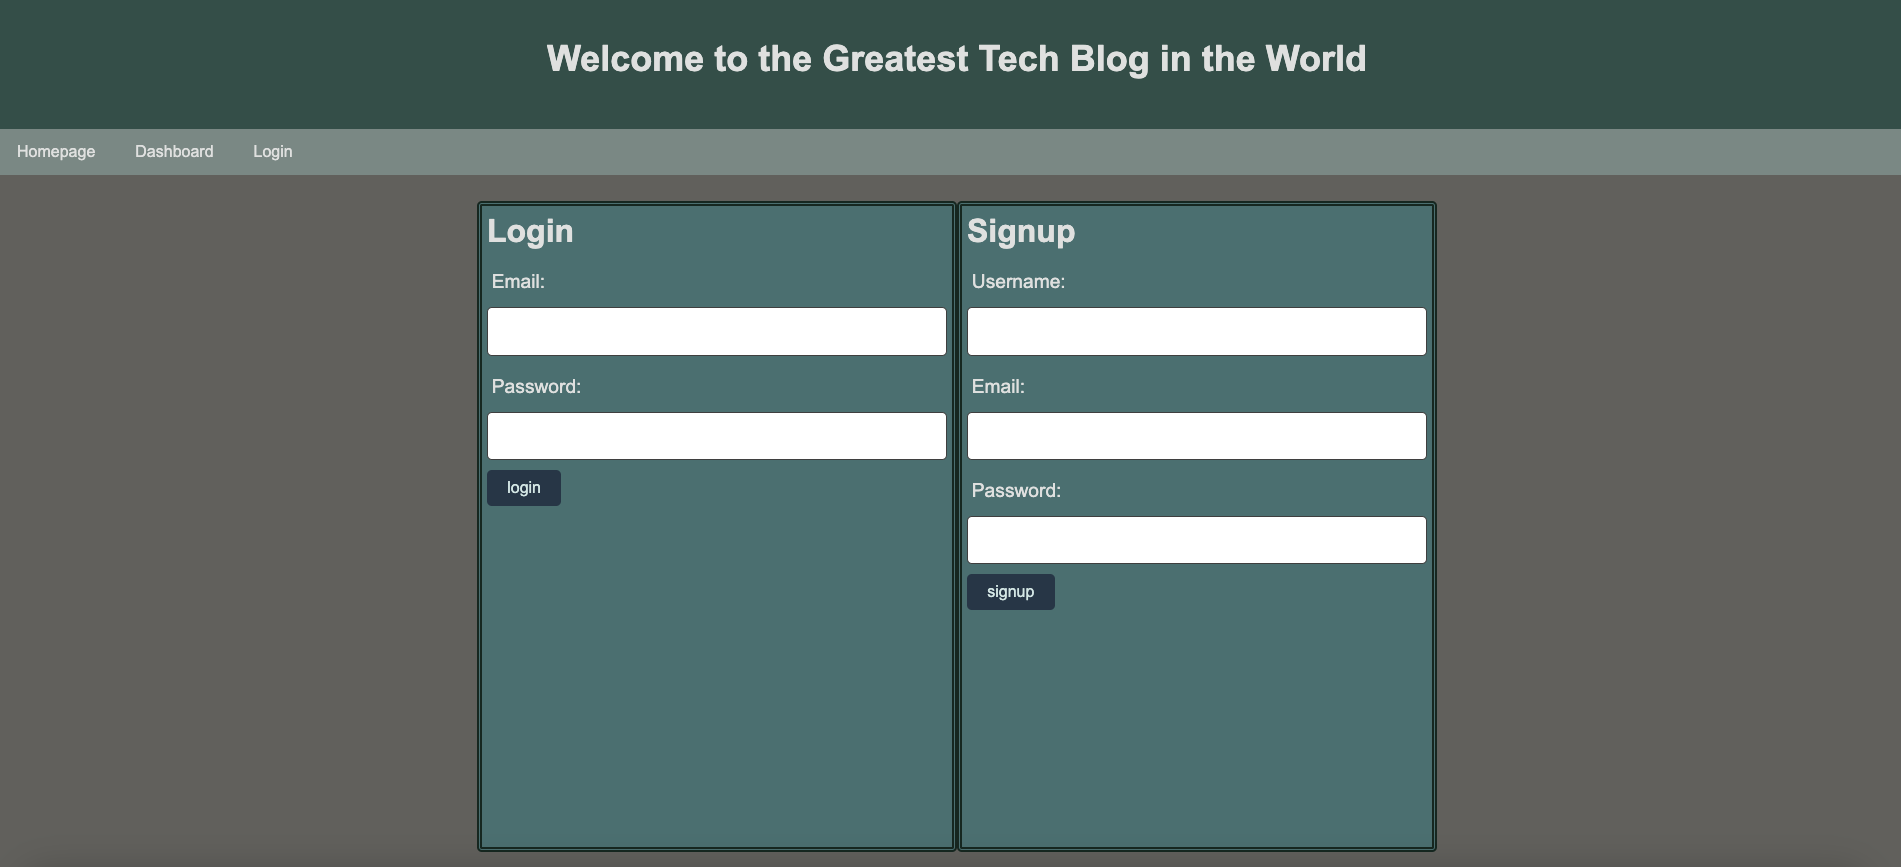 Welcome to the Greatest Tech Blog in the World
Homepage
Dashboard
Login
Login
Email:
Password:
login
Signup
Username:
Email:
Password:
signup